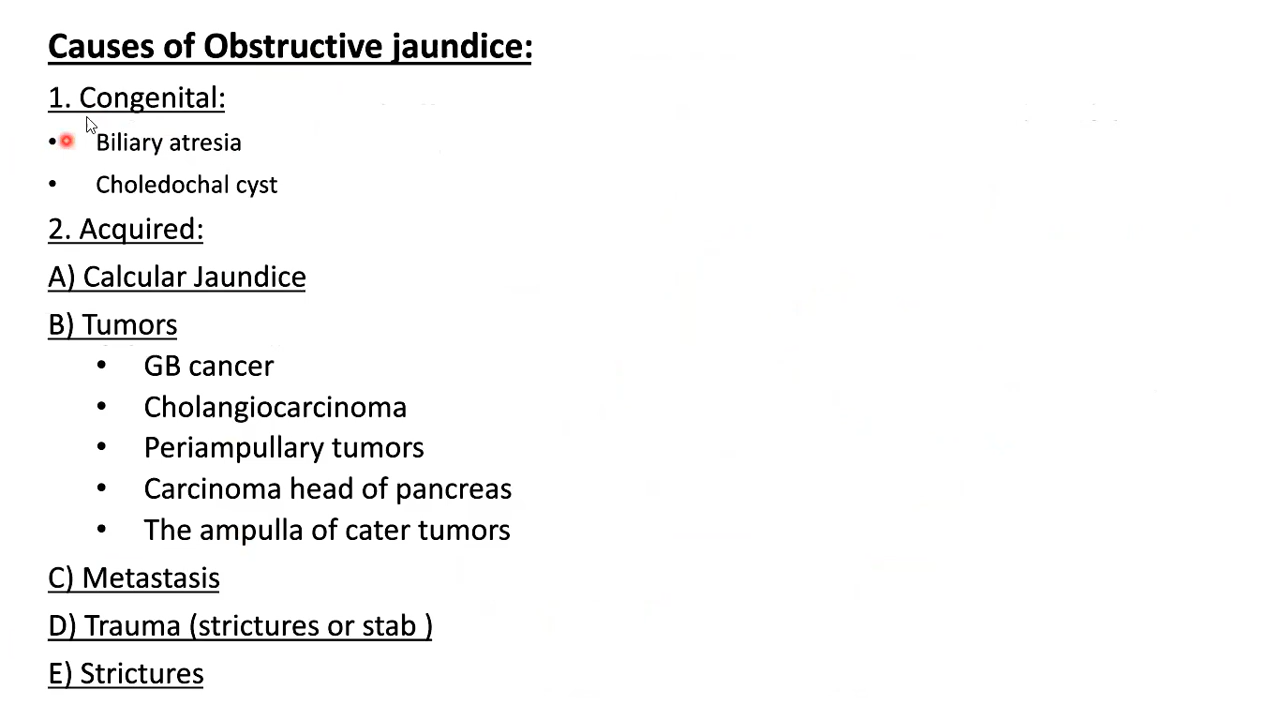 Causes of Obstructive jaundice:
1. Congenital:
• Biliary atresia
• Choledochal cyst
2. Acquired:
A) Calcular Jaundice
B) Tumors
• GB cancer
• Cholangiocarcinoma
• Periampullary tumors
• Carcinoma head of pancreas
• The ampulla of cater tumors
C) Metastasis
D) Trauma (strictures or stab )
E) Strictures